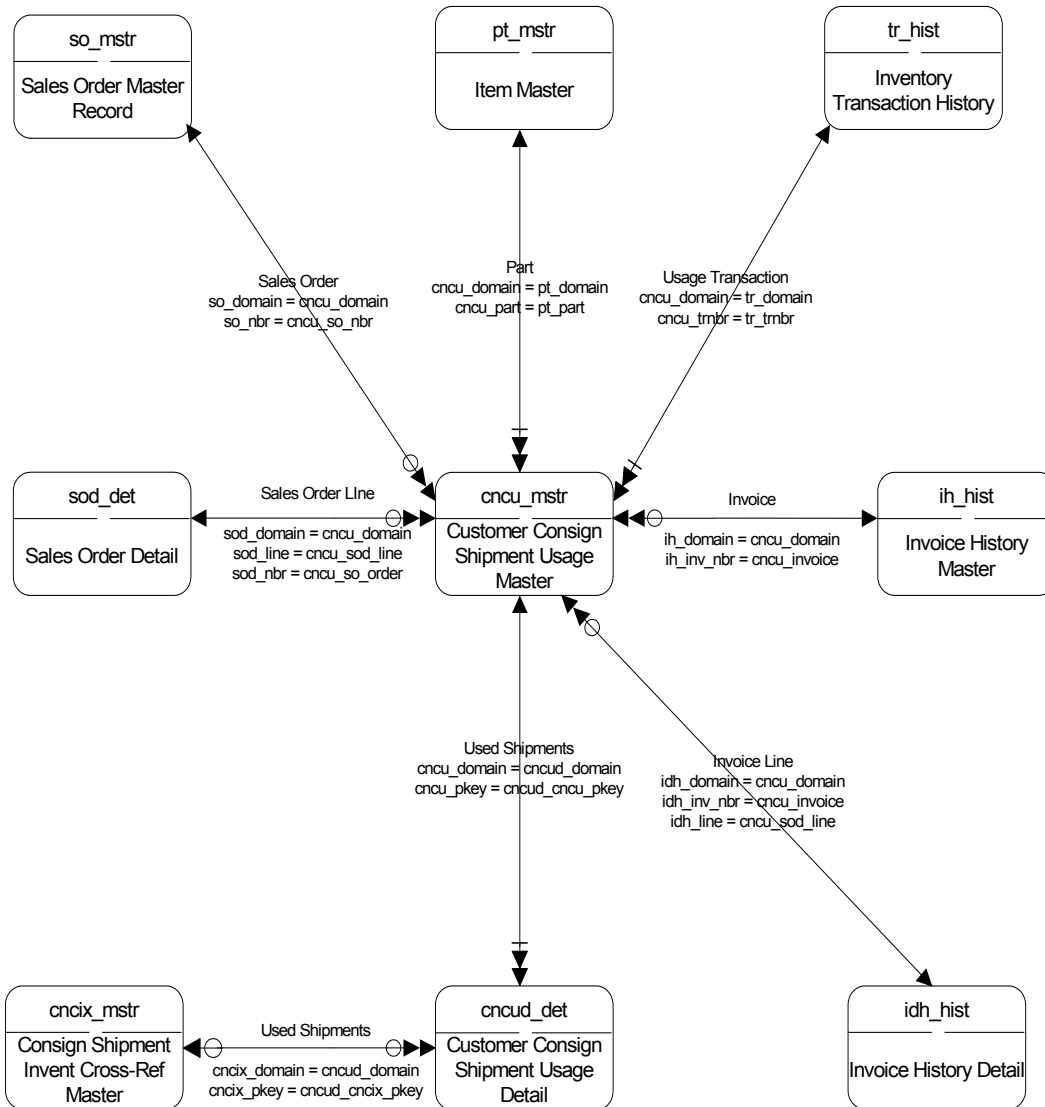 so_mstr
Sales Order Master
Record
pt_mstr
Item Master
tr_hist
Inventory
Transaction History
Sales Order
so_domain = cncu_domain
so_nbr = cncu_so_nbr
Part
cncu_domain = pt_domain
cncu_part = pt_part
Usage Transaction
cncu_domain = tr_domain
cncu_trnbr = tr_trnbr
sod_det
Sales Order Detail
Sales Order LIne
sod_domain = cncu_domain
sod_line = cncu_sod_line
sod_nbr = cncu_so_order
cncu_mstr
Customer Consign
Shipment Usage
Master
Invoice
ih_domain = cncu_domain
ih_inv_nbr = cncu_invoice
ih_hist
Invoice History
Master
Used Shipments
cncu_domain = cncud_domain
cncu_pkey = cncud_cncu_pkey
Invoice Line
idh_domain = cncu_domain
idh_inv_nbr = cncu_invoice
idh_line = cncu_sod_line
cncix_mstr
Consign Shipment
Invent Cross-Ref
Master
Used Shipments
cncix_domain = cncud_domain
cncix_pkey = cncud_cncix_pkey
cncud_det
Customer Consign
Shipment Usage
Detail
idh_hist
Invoice History Detail